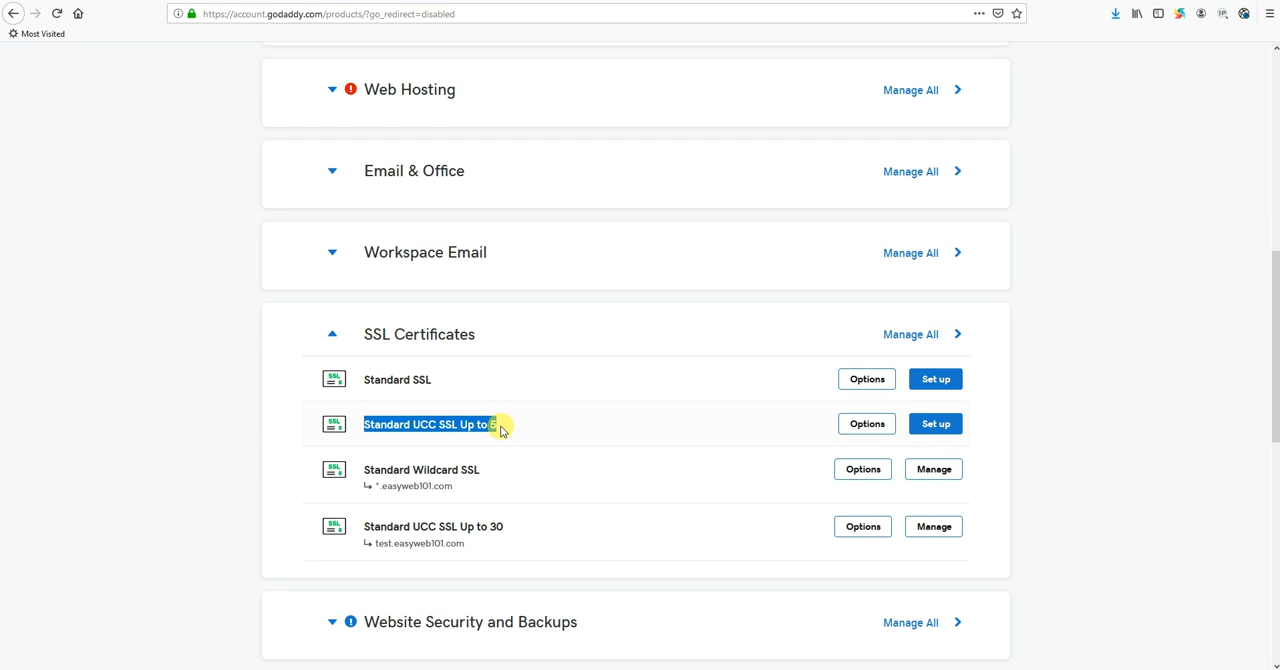 https://account.godaddy.com/products/?go_redirect=disabled
Most Visited
Web Hosting
Manage All
Email & Office
Manage All
Workspace Email
Manage All
SSL Certificates
Manage All
SSL
Standard SSL
Options
Set up
SSL
Standard UCC SSL Up to 5
Options
Set up
SSL
Standard Wildcard SSL
Options
Manage
*.easyweb101.com
SSL
Standard UCC SSL Up to 30
Options
Manage
test.easyweb101.com
Website Security and Backups
Manage All